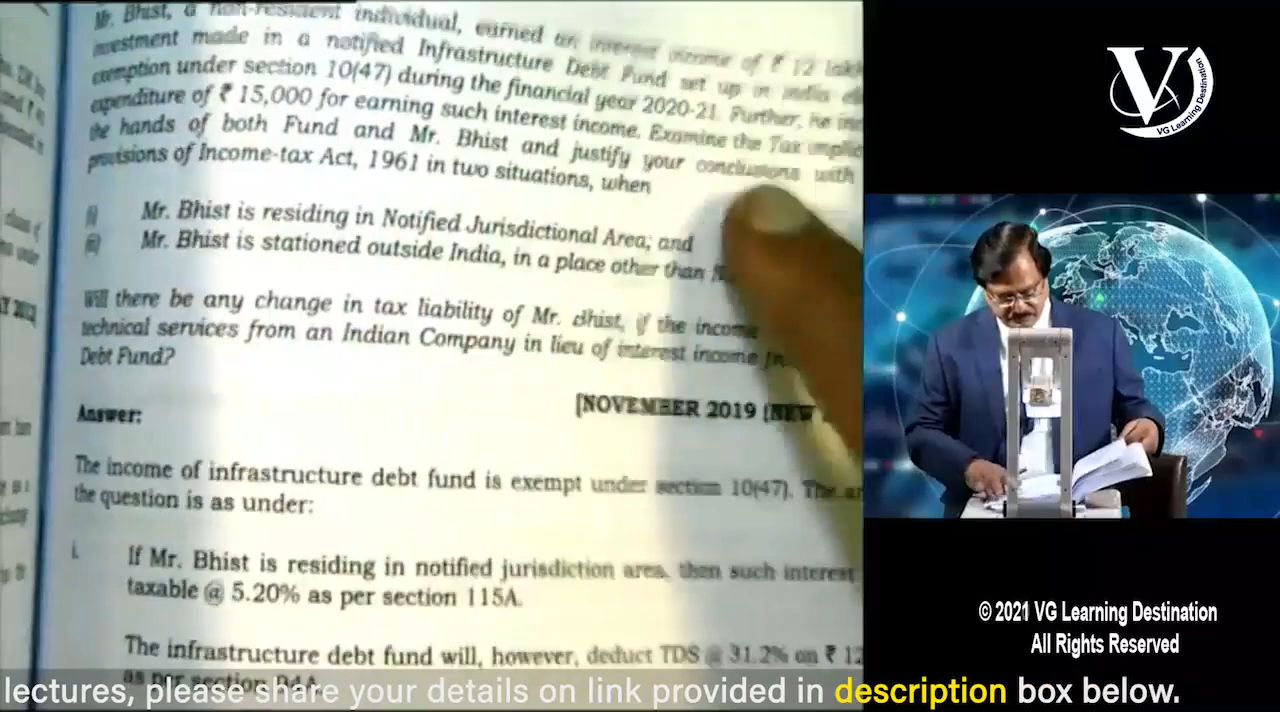 Mr. Bhist, a non-resident individual, earned an interest income of ₹ 12 lakh
investment made in a notified Infrastructure Debt Fund set up in India
exemption under section 10(47) during the financial year 2020-21. Further, he
expenditure of ₹ 15,000 for earning such interest income. Examine the Tax
the hands of both Fund and Mr. Bhist and justify your conclusions with
provisions of Income-tax Act, 1961 in two situations, when
(i) Mr. Bhist is residing in Notified Jurisdictional Area; and
(ii) Mr. Bhist is stationed outside India, in a place other than
Will there be any change in tax liability of Mr. Bhist, if the income
technical services from an Indian Company in lieu of interest income
Debt Fund?
[NOVEMBER 2019 (NEW
Answer:
The income of infrastructure debt fund is exempt under section 10(47). The
the question is as under:
i. If Mr. Bhist is residing in notified jurisdiction area, then such interest
taxable @ 5.20% as per section 115A.
The infrastructure debt fund will, however, deduct TDS @ 31.2% on ₹ 12
as per section 94A.
V
VG Learning Destination
© 2021 VG Learning Destination
All Rights Reserved
lectures, please share your details on link provided in description box below.